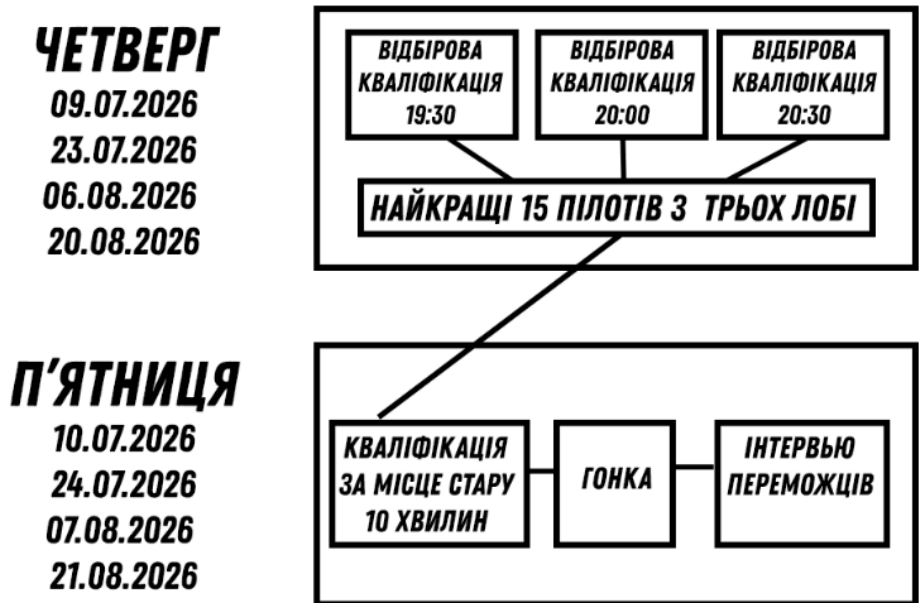 ЧЕТВЕРГ
09.07.2026
23.07.2026
06.08.2026
20.08.2026
ВІДБІРОВА
КВАЛІФІКАЦІЯ
19:30
ВІДБІРОВА
КВАЛІФІКАЦІЯ
20:00
ВІДБІРОВА
КВАЛІФІКАЦІЯ
20:30
НАЙКРАЩІ 15 ПІЛОТІВ З ТРЬОХ ЛОБІ
П'ЯТНИЦЯ
10.07.2026
24.07.2026
07.08.2026
21.08.2026
КВАЛІФІКАЦІЯ
ЗА МІСЦЕ СТАРУ
10 ХВИЛИН
ГОНКА
ІНТЕРВЬЮ
ПЕРЕМОЖЦІВ